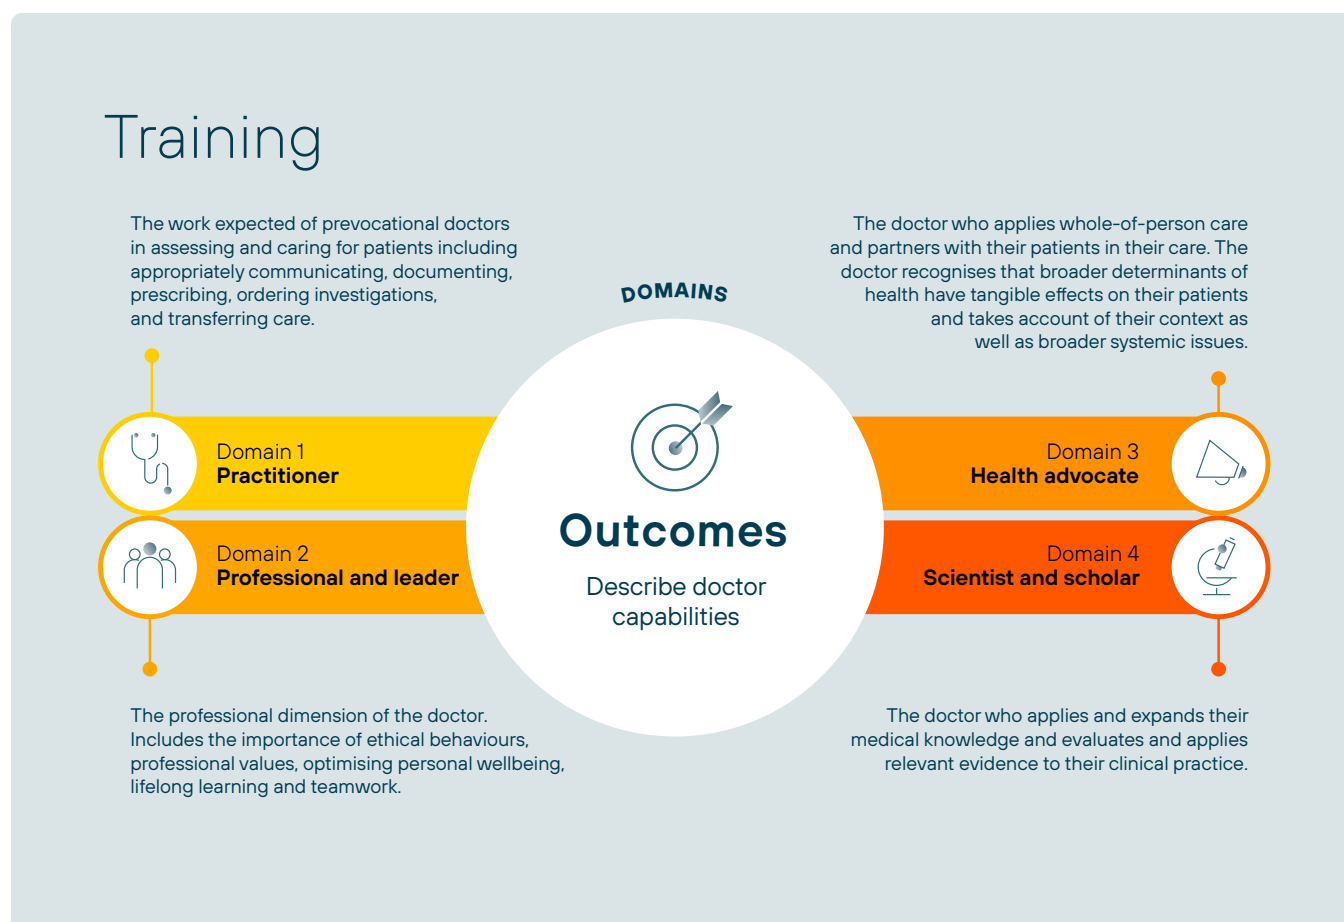 Training
The work expected of prevocational doctors
in assessing and caring for patients including
appropriately communicating, documenting,
prescribing, ordering investigations,
and transferring care.
Domain 1
Practitioner
Domain 2
Professional and leader
The professional dimension of the doctor.
Includes the importance of ethical behaviours,
professional values, optimising personal wellbeing,
lifelong learning and teamwork.
DOMAINS
Outcomes
Describe doctor
capabilities
The doctor who applies whole-of-person care
and partners with their patients in their care. The
doctor recognises that broader determinants of
health have tangible effects on their patients
and takes account of their context as
well as broader systemic issues.
Domain 3
Health advocate
Domain 4
Scientist and scholar
The doctor who applies and expands their
medical knowledge and evaluates and applies
relevant evidence to their clinical practice.